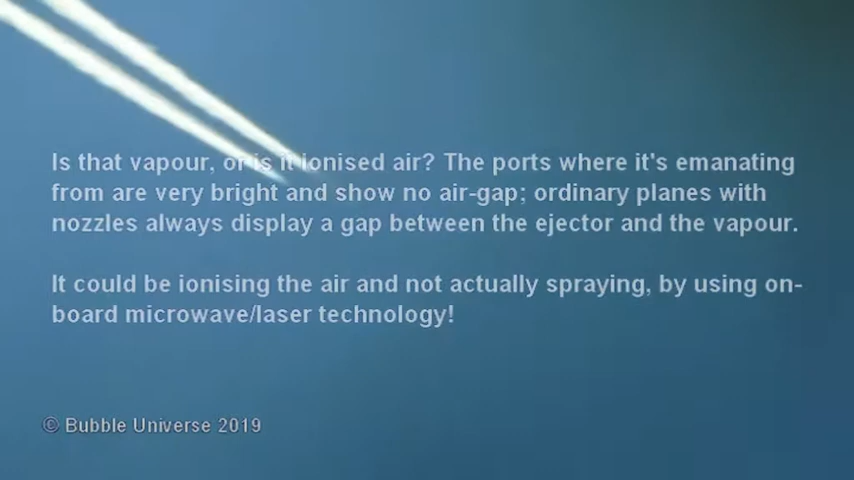 Is that vapour, or is it ionised air? The ports where it's emanating
from are very bright and show no air-gap; ordinary planes with
nozzles always display a gap between the ejector and the vapour.
It could be ionising the air and not actually spraying, by using on-
board microwave/laser technology!
© Bubble Universe 2019